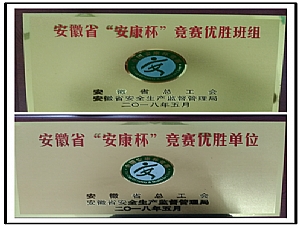 安徽省“安康杯”竞赛优胜班组
安徽省总工会
安徽省安全生产监督管理局
二〇一八年五月
安徽省“安康杯”竞赛优胜单位
安徽省总工会
安徽省安全生产监督管理局
二〇一八年五月